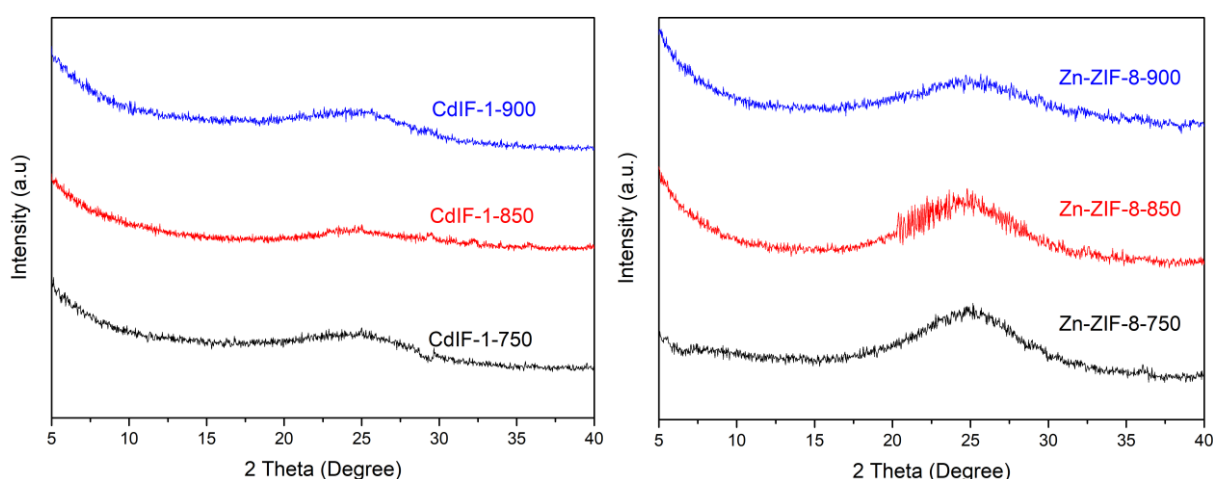 Intensity (a.u)
CdIF-1-900
CdIF-1-850
CdIF-1-750
5 10 15 20 25 30 35 40
2 Theta (Degree)
Intensity (a.u.)
Zn-ZIF-8-900
Zn-ZIF-8-850
Zn-ZIF-8-750
5 10 15 20 25 30 35 40
2 Theta (Degree)